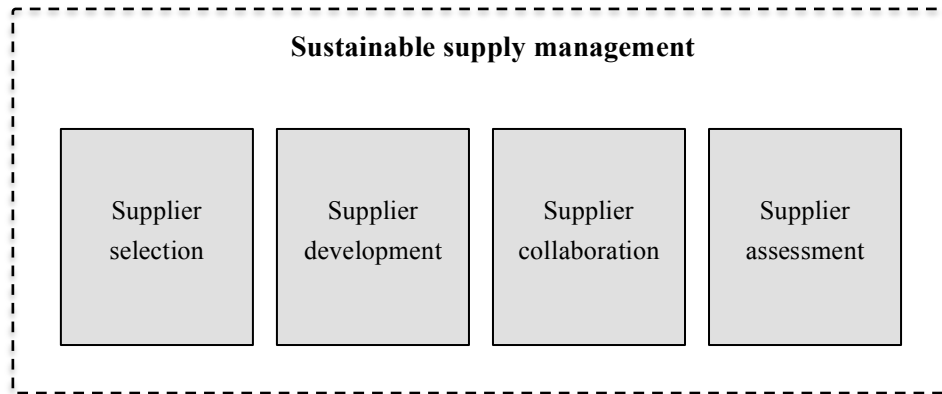 Sustainable supply management
Supplier
selection
Supplier
development
Supplier
collaboration
Supplier
assessment